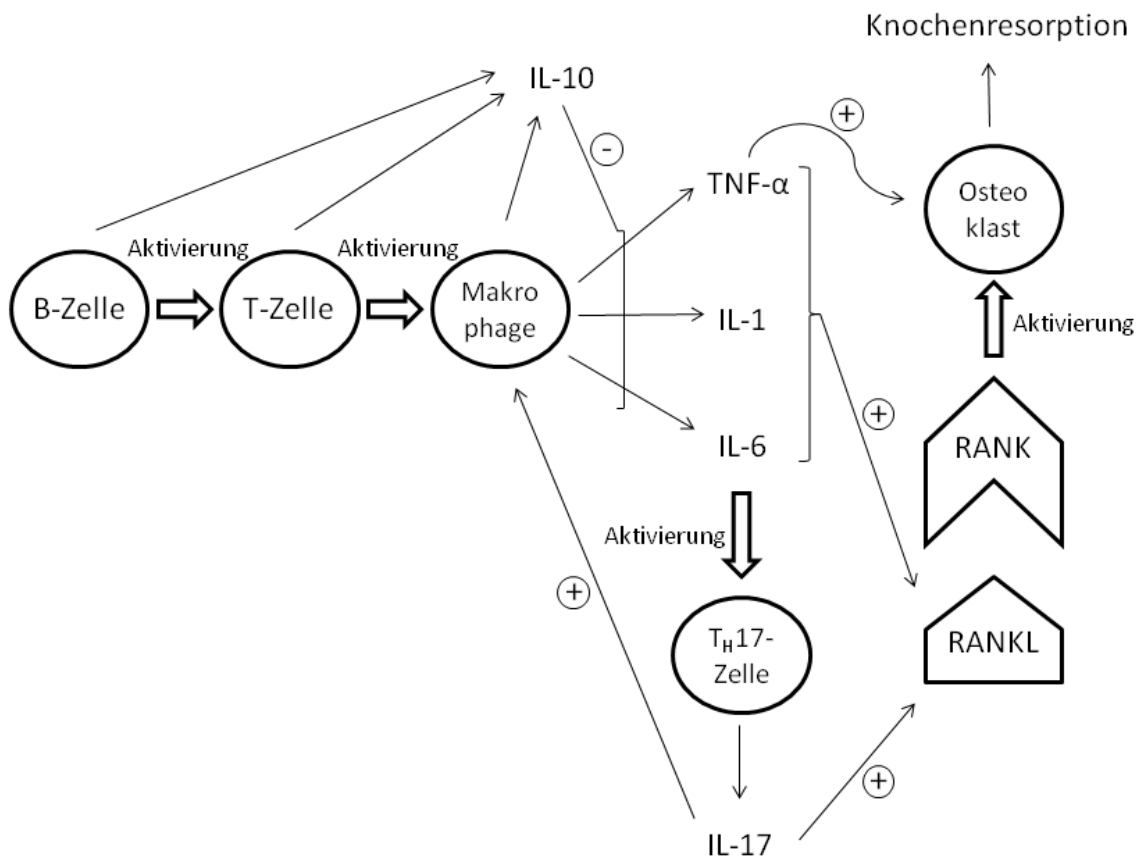 Knochenresorption
IL-10
+
-
TNF-α
Osteo
klast
Aktivierung
Aktivierung
B-Zelle
T-Zelle
Makro
phage
IL-1
Aktivierung
+
IL-6
RANK
Aktivierung
+
TH17-
Zelle
RANKL
+
IL-17